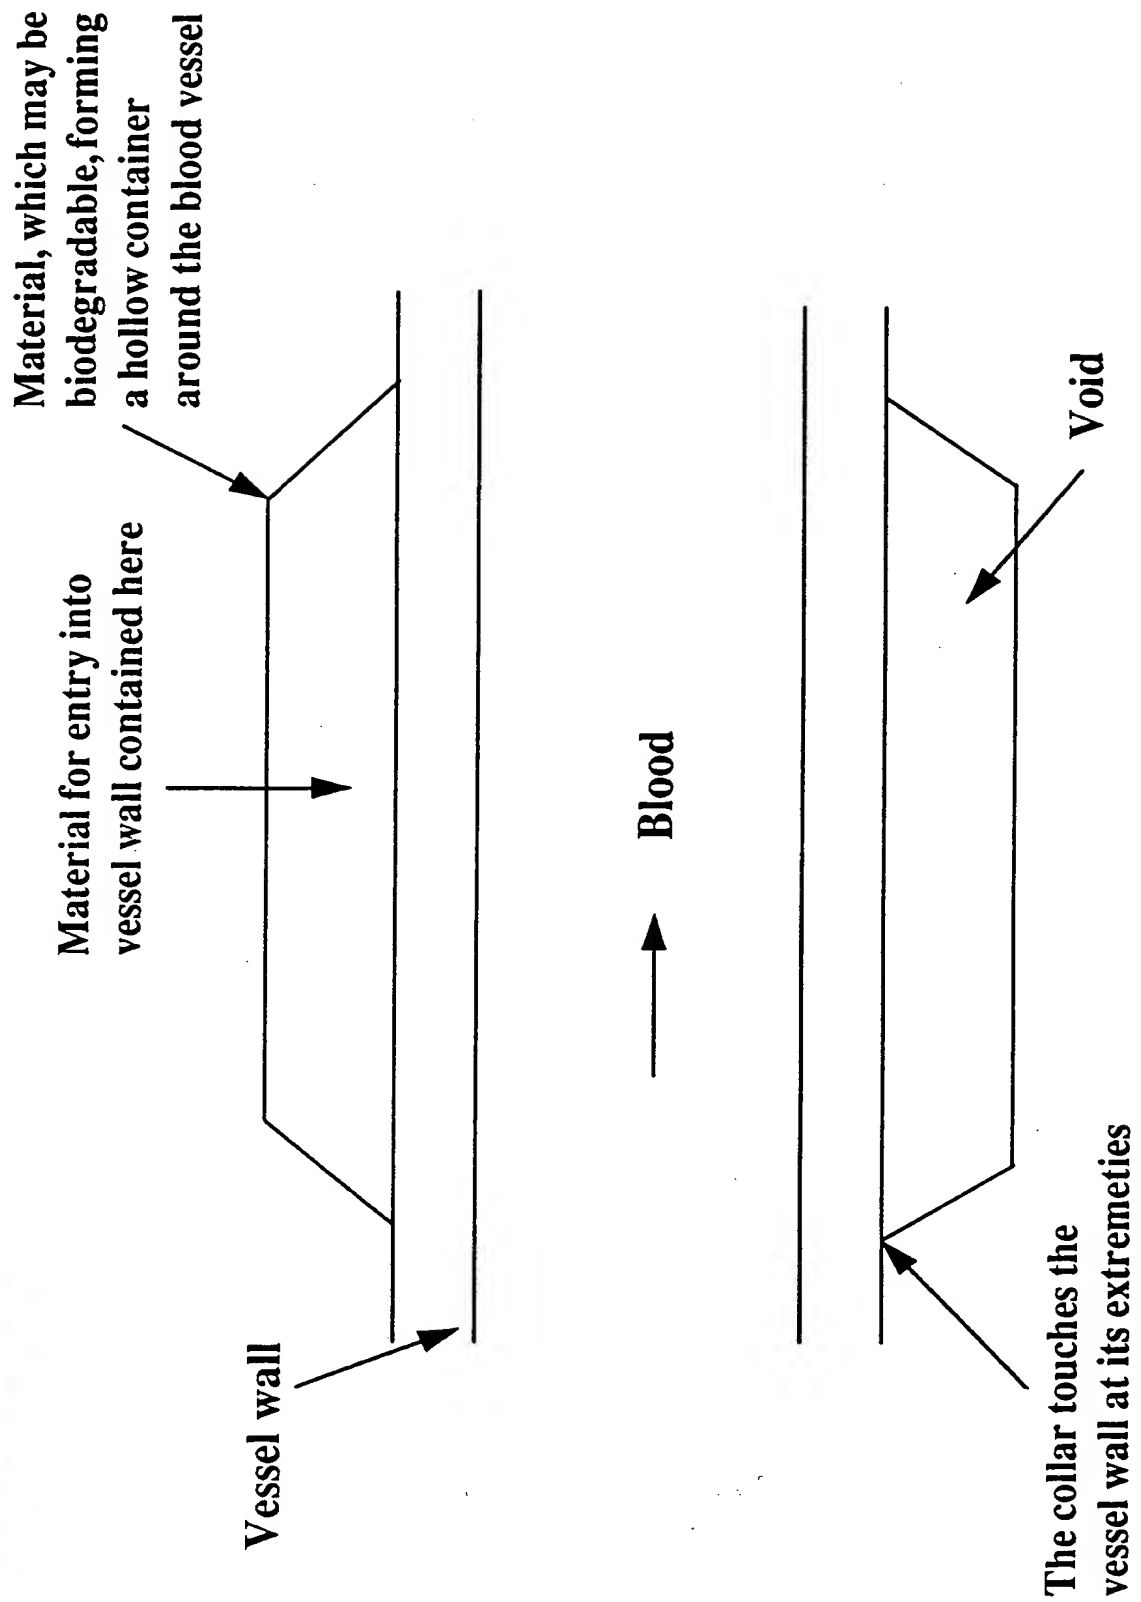 Material, which may be
biodegradable, forming
a hollow container
around the blood vessel
Material for entry into
vessel wall contained here
Vessel wall
Blood
Void
The collar touches the
vessel wall at its extremeties